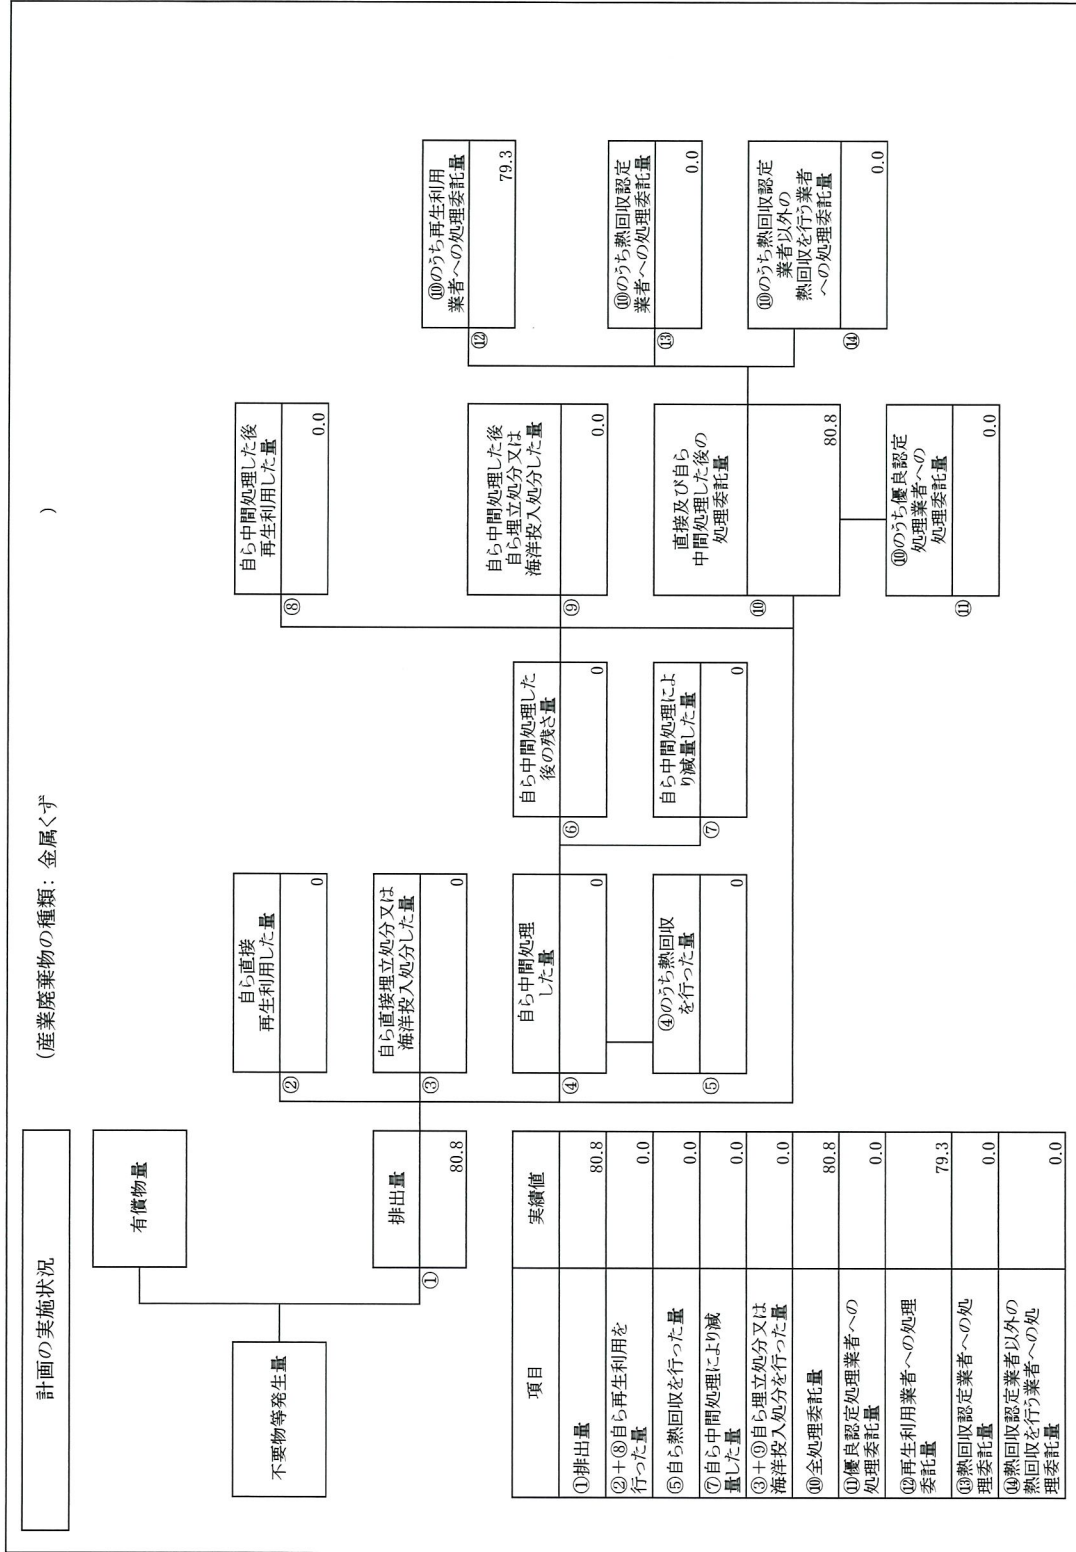 計画の実施状況
(産業廃棄物の種類: 金属くず
)
不要物等発生量
有償物量
①
排出量
80.8
②
自ら直接
再生利用した量
0
③
自ら直接埋立処分又は
海洋投入処分した量
0
④
自ら中間処理
した量
0
⑤
④のうち熱回収
を行った量
0
⑥
自ら中間処理した
後の残さ量
0
⑦
自ら中間処理によ
り減量した量
0
⑧
自ら中間処理した後
再生利用した量
0.0
⑨
自ら中間処理した後
自ら埋立処分又は
海洋投入処分した量
0.0
⑩
直接及び自ら
中間処理した後の
処理委託量
80.8
⑪
⑩のうち優良認定
処理業者への
処理委託量
0.0
⑫
⑩のうち再生利用
業者への処理委託量
79.3
⑬
⑩のうち熱回収認定
業者への処理委託量
0.0
⑭
⑩のうち熱回収認定
業者以外の
熱回収を行う業者
への処理委託量
0.0
項目 実績値
①排出量 80.8
②+⑧自ら再生利用を
行った量 0.0
⑤自ら熱回収を行った量 0.0
⑦自ら中間処理により減
量した量 0.0
③+⑨自ら埋立処分又は
海洋投入処分を行った量 0.0
⑩全処理委託量 80.8
⑪優良認定処理業者への
処理委託量 0.0
⑫再生利用業者への処理
委託量 79.3
⑬熱回収認定業者への処
理委託量 0.0
⑭熱回収認定業者以外の
熱回収を行う業者への処
理委託量 0.0